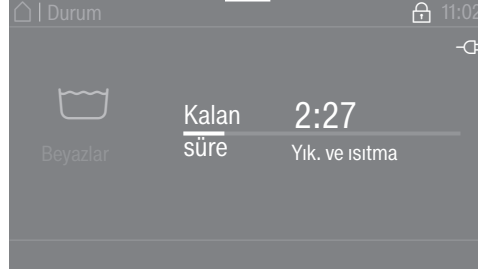 | Durum 11:02
Kalan 2:27
süre Yık. ve ısıtma
Beyazlar